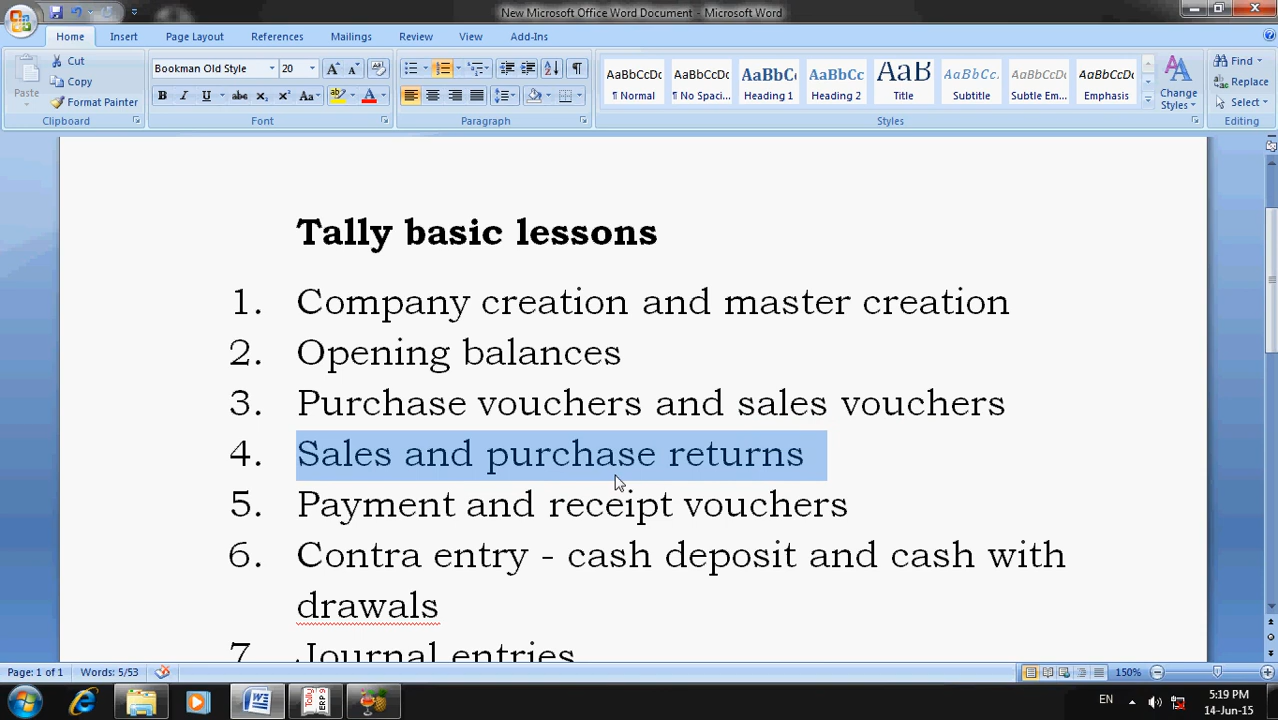 New Microsoft Office Word Document - Microsoft Word
Home Insert Page Layout References Mailings Review View Add-Ins
Paste
Cut
Copy
Format Painter
Clipboard
Bookman Old Style 20
Font
Paragraph
AaBbCcDc AaBbCcDc AaBbC AaBbCc AaB AaBbCc. AaBbCcDc AaBbCcDc
¶ Normal ¶ No Spaci... Heading 1 Heading 2 Title Subtitle Subtle Em... Emphasis
Styles
Change Styles
Find
Replace
Select
Editing
Tally basic lessons
1. Company creation and master creation
2. Opening balances
3. Purchase vouchers and sales vouchers
4. Sales and purchase returns
5. Payment and receipt vouchers
6. Contra entry - cash deposit and cash with
drawals
7. Journal entries
Page: 1 of 1 Words: 5/53 150%
Tally ERP 9
EN 5:19 PM
14-Jun-15